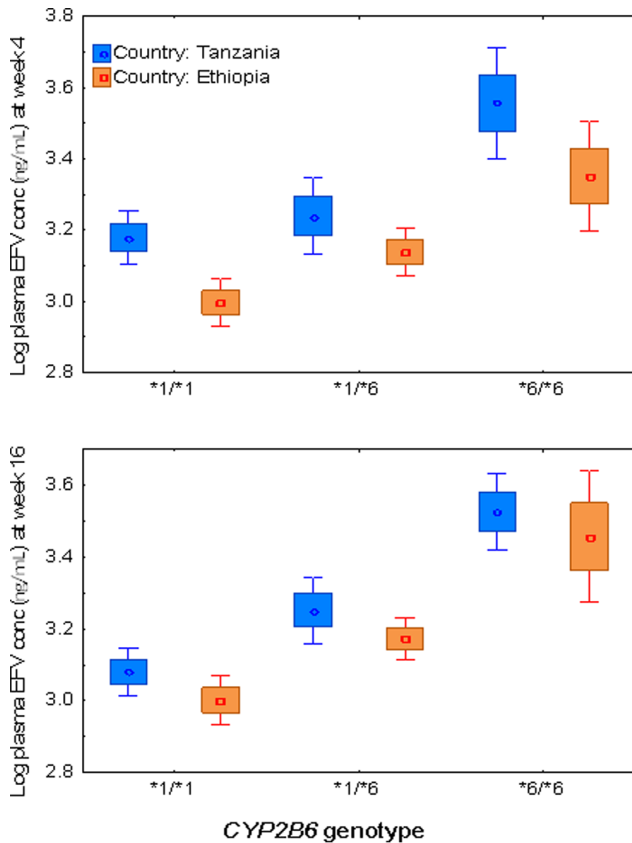 Log plasma EFV conc (ng/mL) at week 4
3.8
3.6
3.4
3.2
3.0
2.8
Country: Tanzania
Country: Ethiopia
*1/*1 *1/*6 *6/*6
Log plasma EFV conc (ng/mL) at week 16
3.6
3.4
3.2
3.0
2.8
*1/*1 *1/*6 *6/*6
CYP2B6 genotype